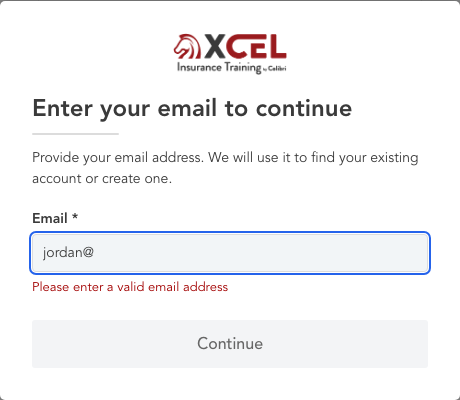 XCEL
Insurance Training by Colibri
Enter your email to continue
Provide your email address. We will use it to find your existing
account or create one.
Email *
jordan@
Please enter a valid email address
Continue